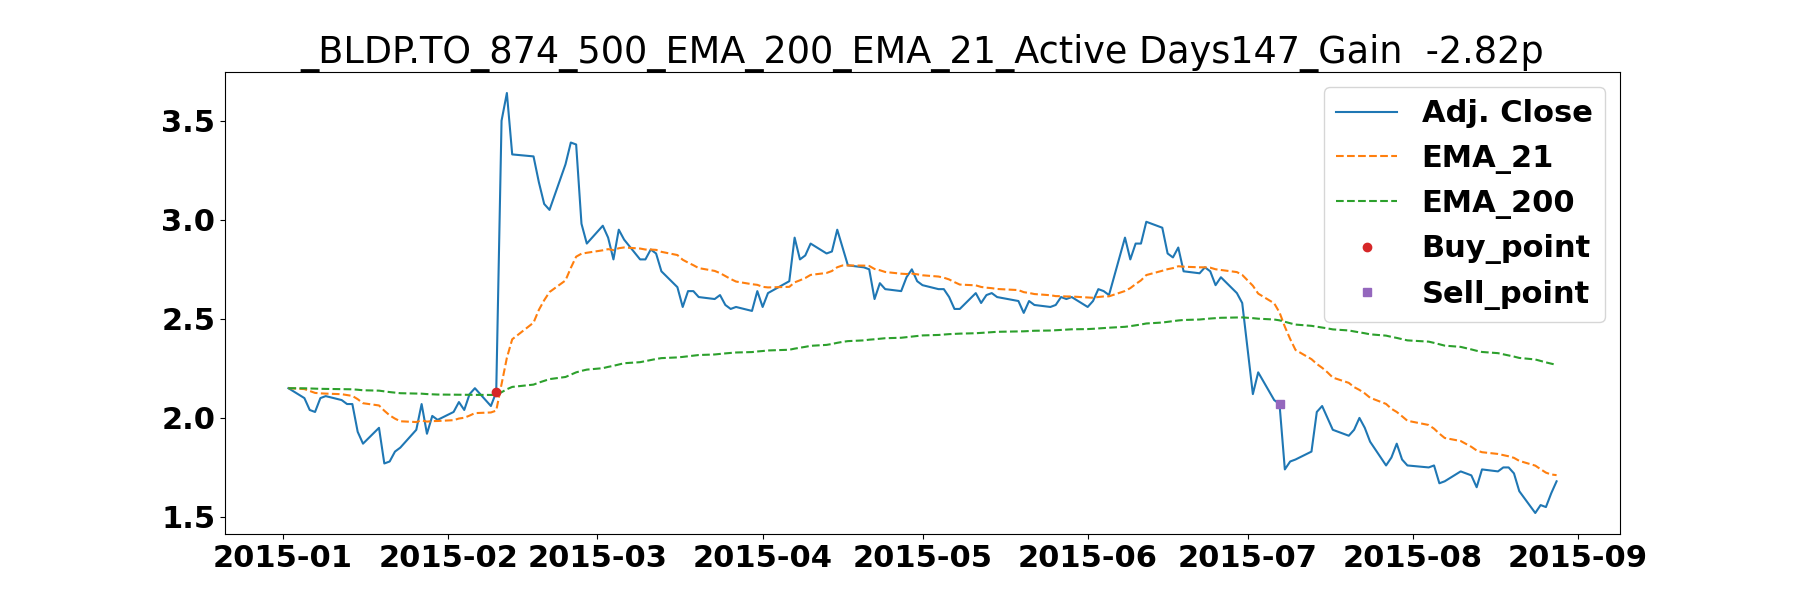 _BLDP.TO_874_500_EMA_200_EMA_21_Active Days147_Gain  -2.82p
3.5
3.0
2.5
2.0
1.5
Adj. Close
EMA_21
EMA_200
Buy_point
Sell_point
2015-01 2015-02 2015-03 2015-04 2015-05 2015-06 2015-07 2015-08 2015-09